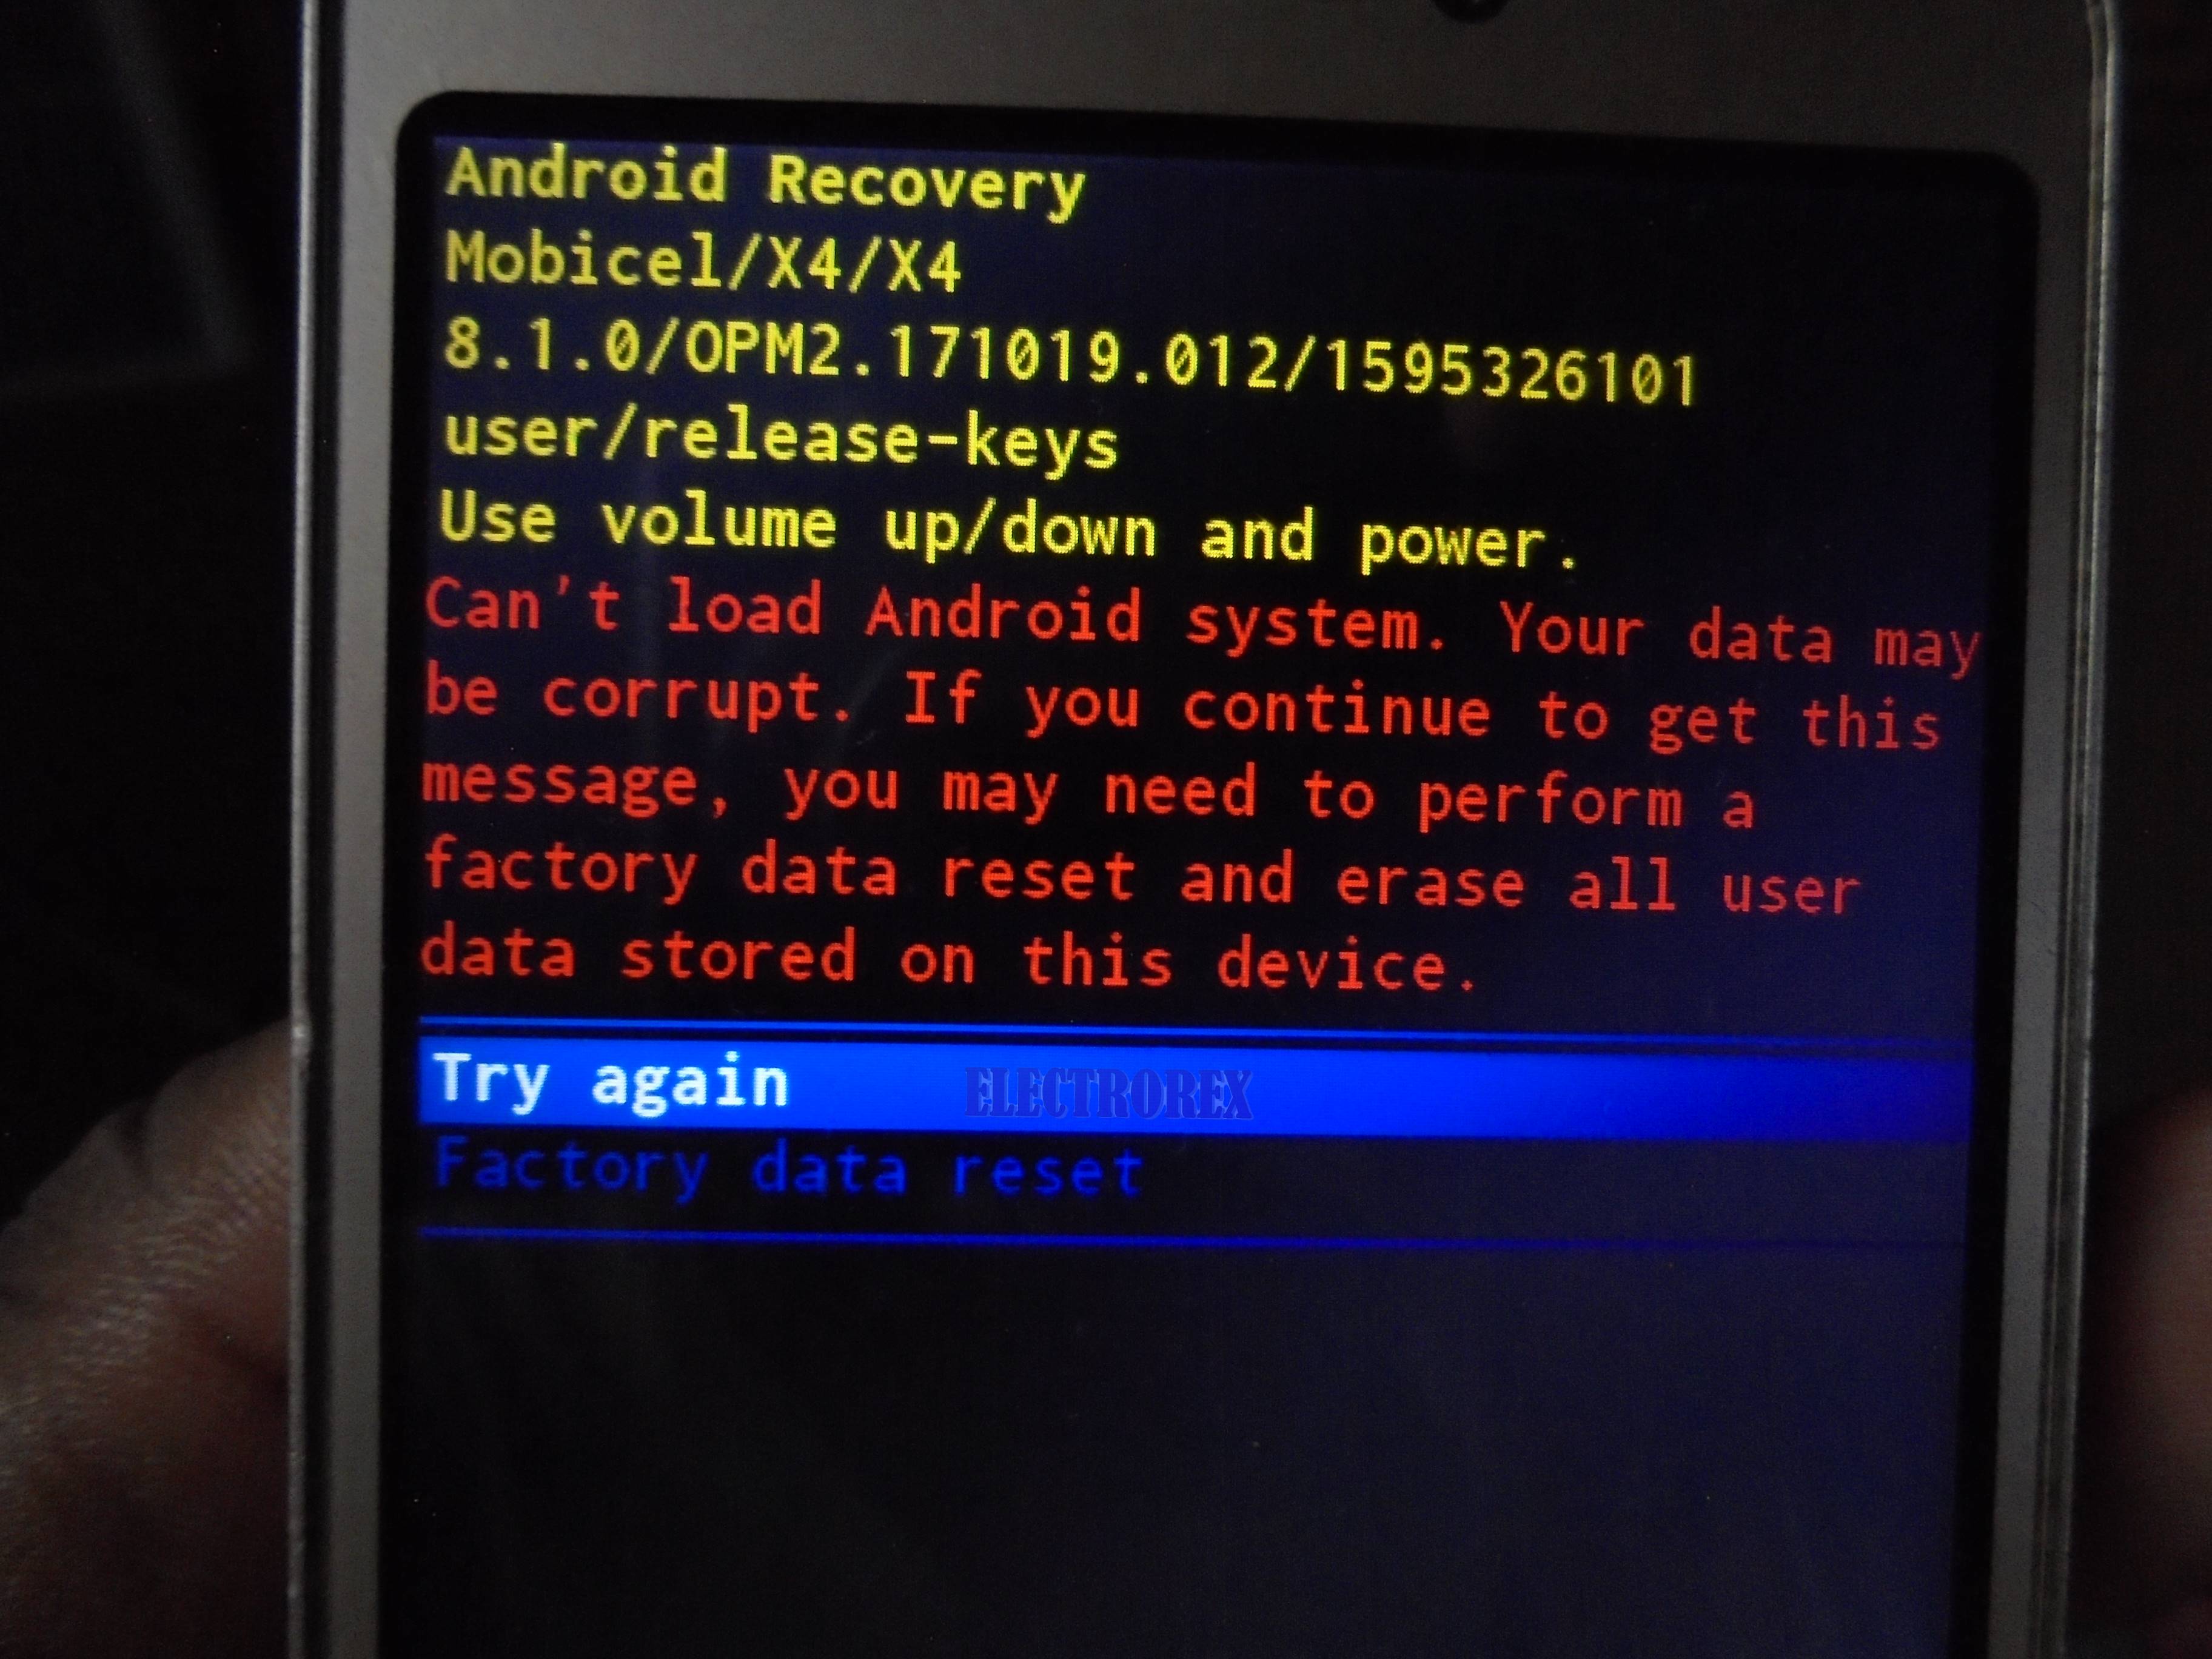 Android Recovery
Mobicel/X4/X4
8.1.0/OPM2.171019.012/1595326101
user/release-keys
Use volume up/down and power.
Can't load Android system. Your data may
be corrupt. If you continue to get this
message, you may need to perform a
factory data reset and erase all user
data stored on this device.
Try again
ELECTROREX
Factory data reset